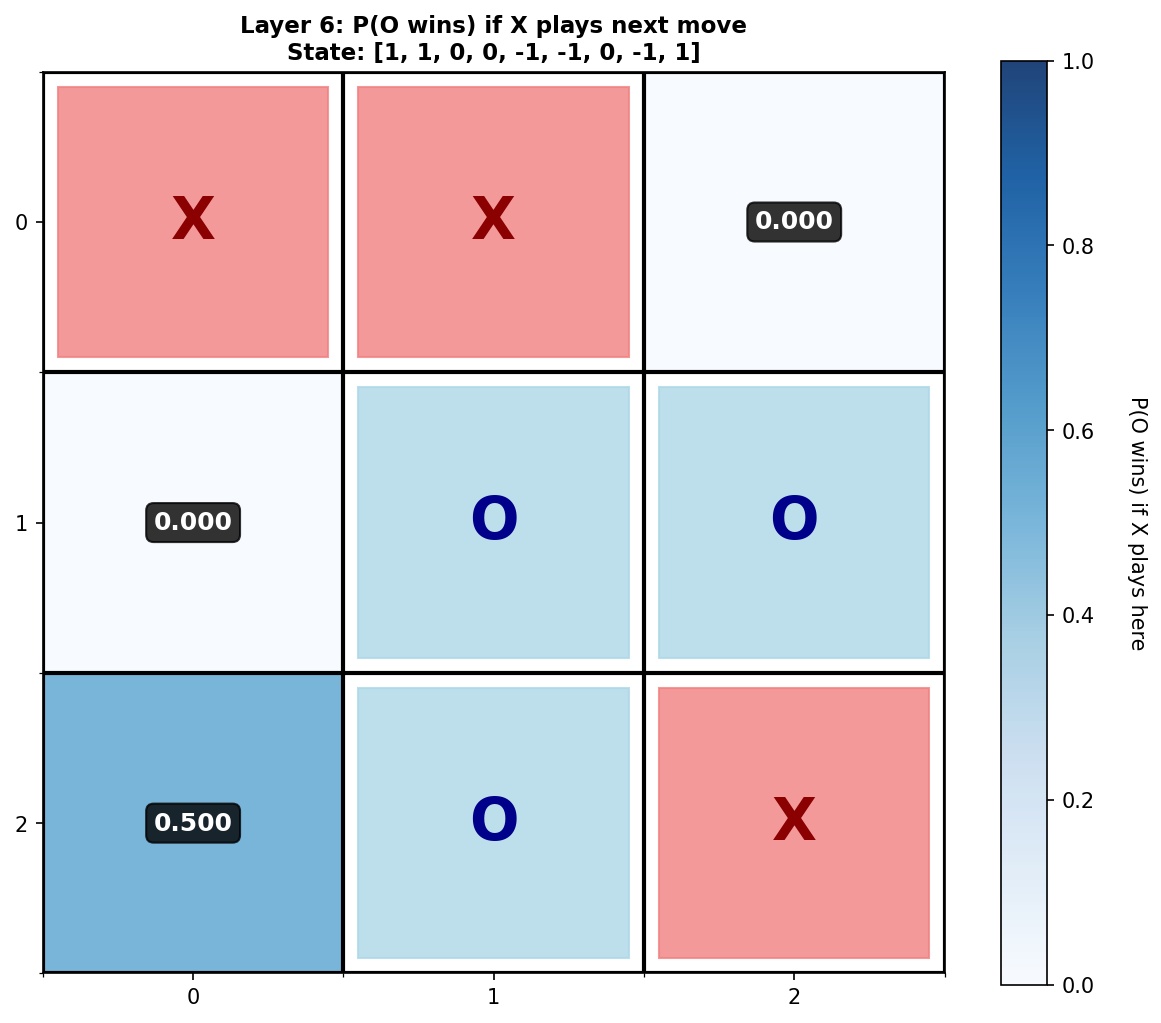 Layer 6: P(O wins) if X plays next move
State: [1, 1, 0, 0, -1, -1, 0, -1, 1]
0
X
X
0.000
1
0.000
O
O
2
0.500
O
X
0
1
2
1.0
0.8
0.6
0.4
0.2
0.0
P(O wins) if X plays here